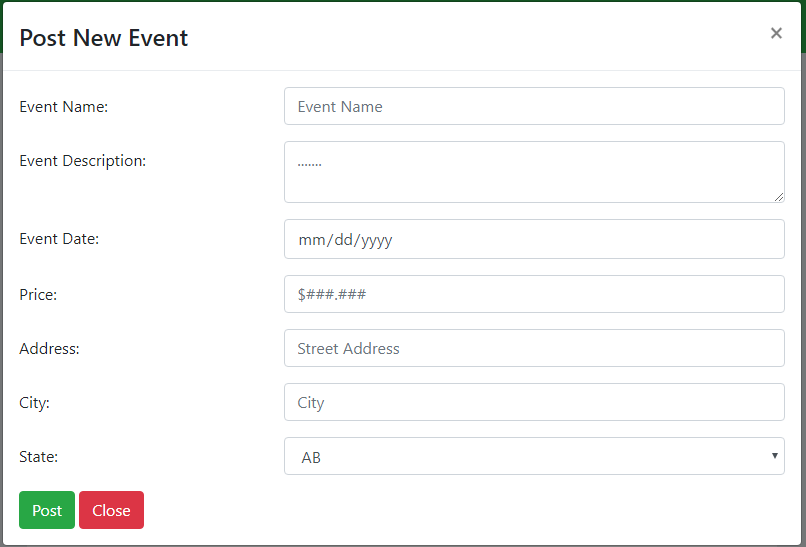 Post New Event ×
Event Name: Event Name
Event Description: .......
Event Date: mm/dd/yyyy
Price: $###.###
Address: Street Address
City: City
State: AB
Post Close